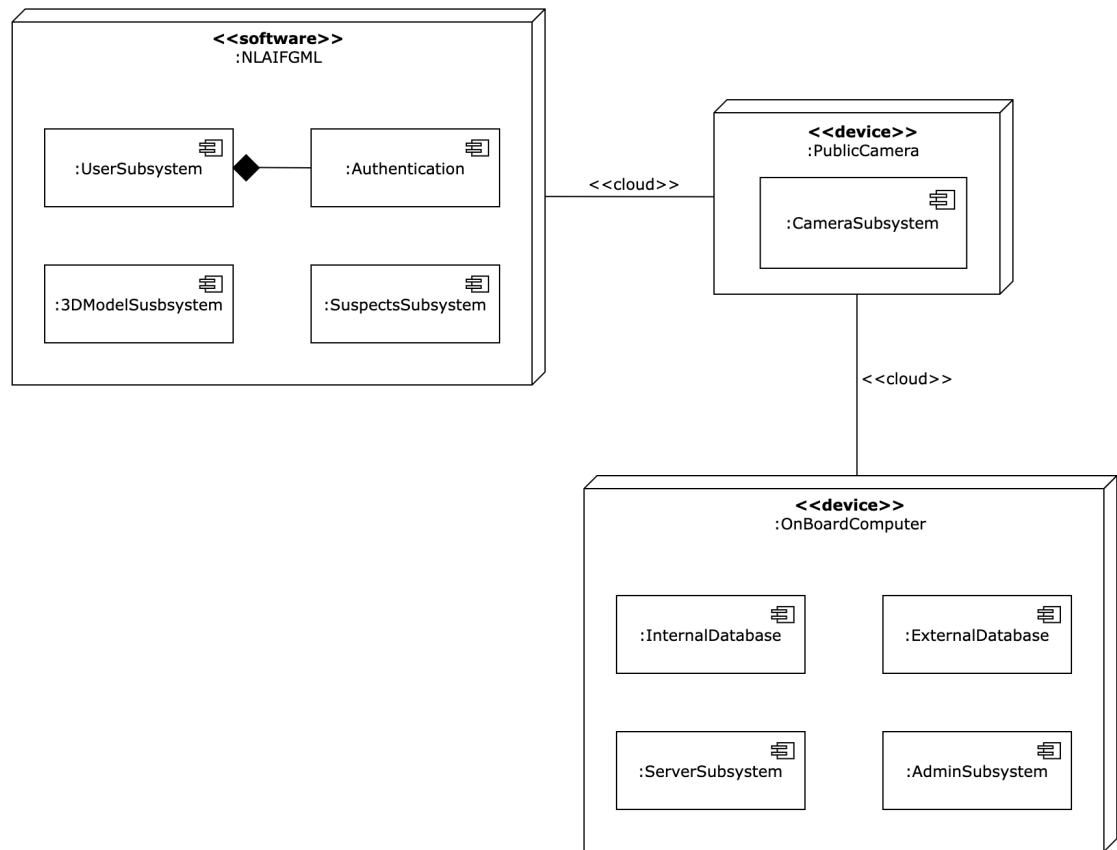 <<software>>
:NLAIFGML
:UserSubsystem
:Authentication
:3DModelSusbsystem
:SuspectsSubsystem
<<cloud>>
<<device>>
:PublicCamera
:CameraSubsystem
<<cloud>>
<<device>>
:OnBoardComputer
:InternalDatabase
:ExternalDatabase
:ServerSubsystem
:AdminSubsystem